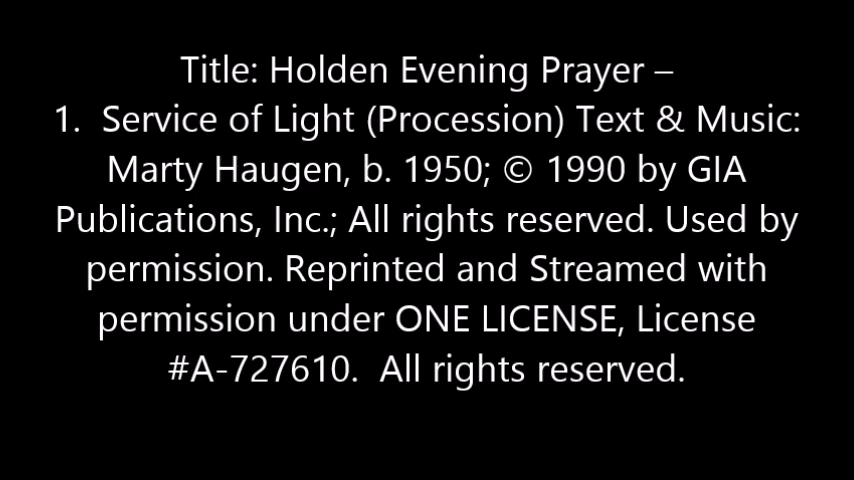 Title: Holden Evening Prayer –
1.  Service of Light (Procession) Text & Music:
Marty Haugen, b. 1950; © 1990 by GIA
Publications, Inc.; All rights reserved. Used by
permission. Reprinted and Streamed with
permission under ONE LICENSE, License
#A-727610.  All rights reserved.